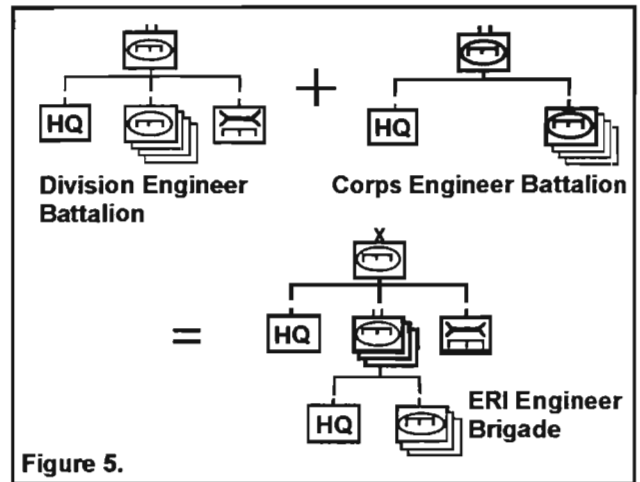 HQ
HQ
Division Engineer
Battalion
Corps Engineer Battalion
+
X
=
HQ
HQ
ERI Engineer
Brigade
Figure 5.